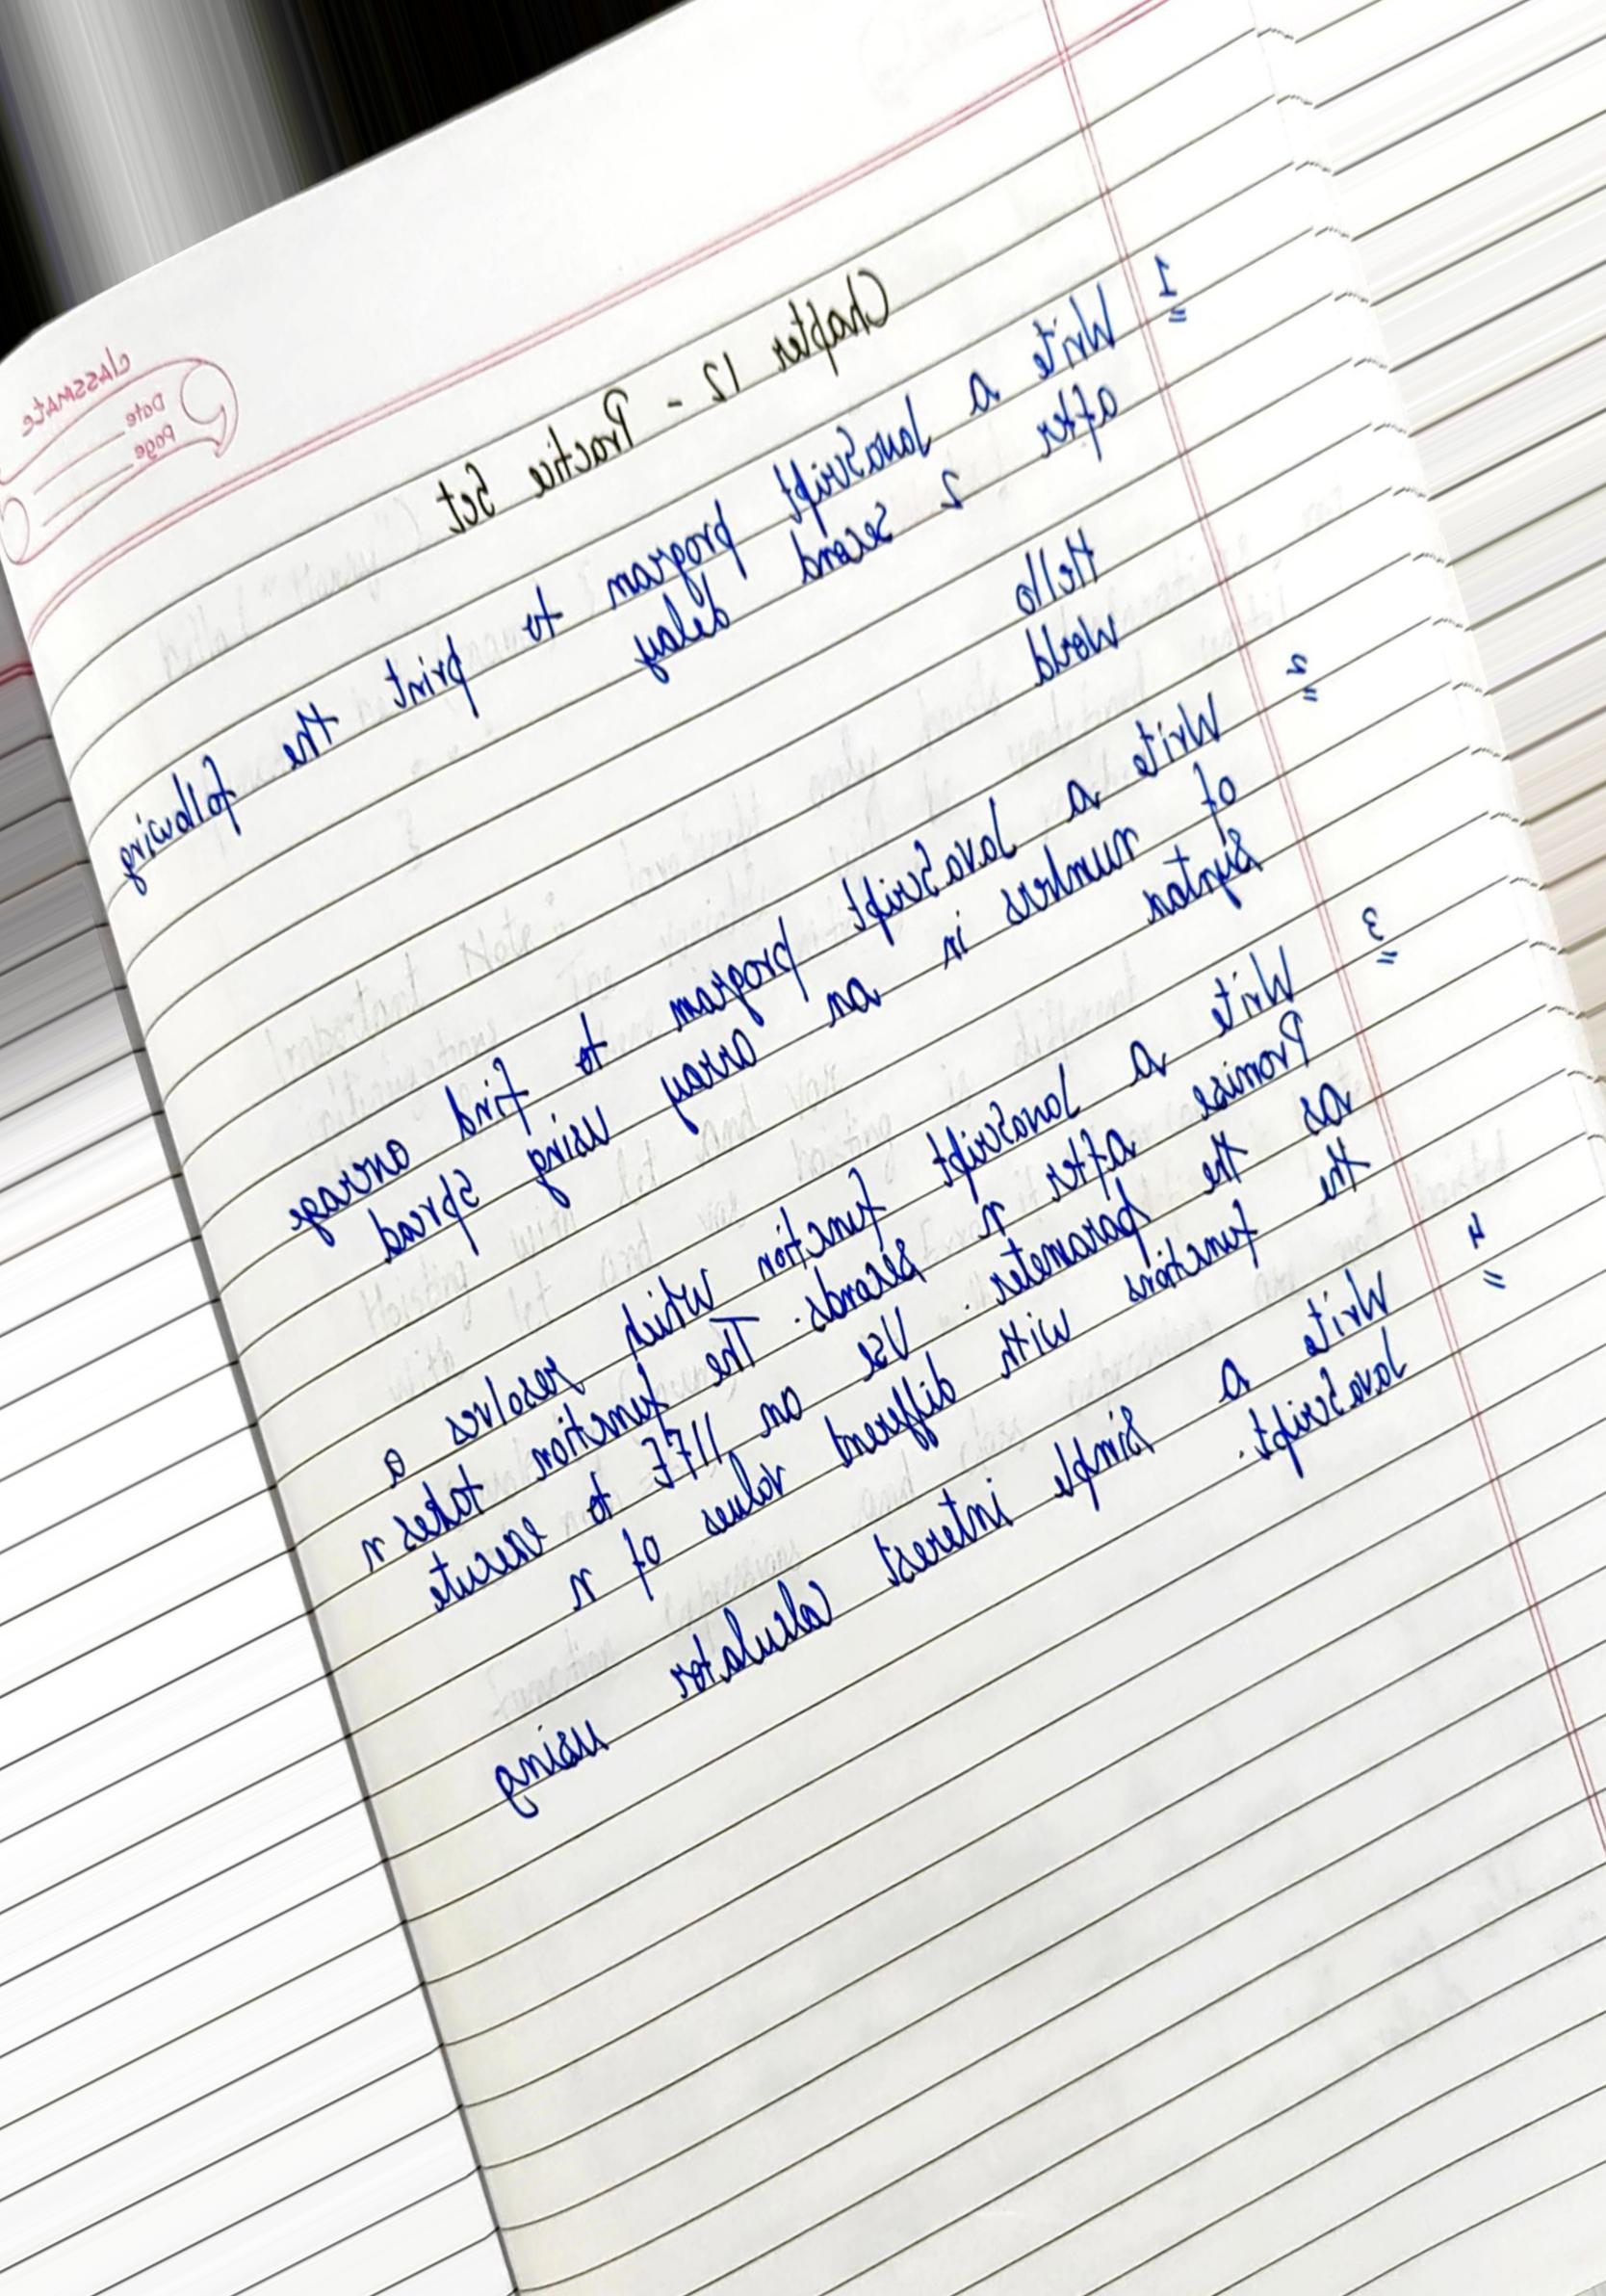 classmate
Date
Page
Chapter 12 - Practice Set
1 Write a JavaScript program to print the following
after 2 second delay
Hello
World
2 Write a JavaScript program to find average
of numbers in an array using spread
syntax
3 Write a JavaScript function which resolves a
Promise after n seconds. The function takes n
as the parameter. Use an IIFE to execute
the functions with different values of n
4 Write a simple interest calculator using
JavaScript.